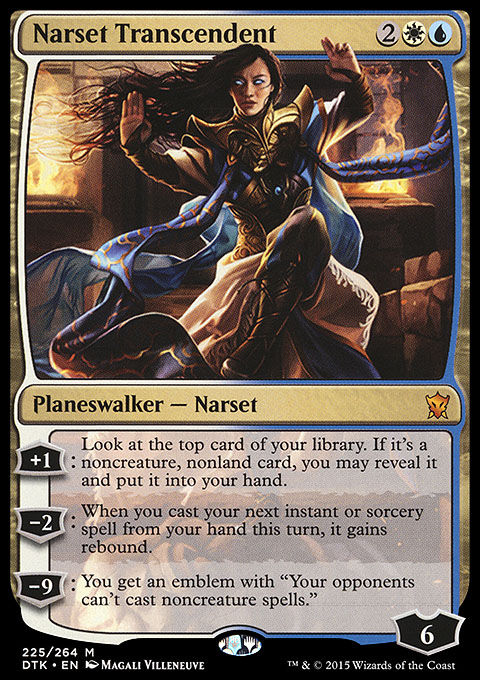 Narset Transcendent 2
Planeswalker — Narset
+1 : Look at the top card of your library. If it's a
noncreature, nonland card, you may reveal it
and put it into your hand.
−2 : When you cast your next instant or sorcery
spell from your hand this turn, it gains
rebound.
−9 : You get an emblem with “Your opponents
can't cast noncreature spells.”
6
225/264 M
DTK • EN Magali Villeneuve
™ & © 2015 Wizards of the Coast